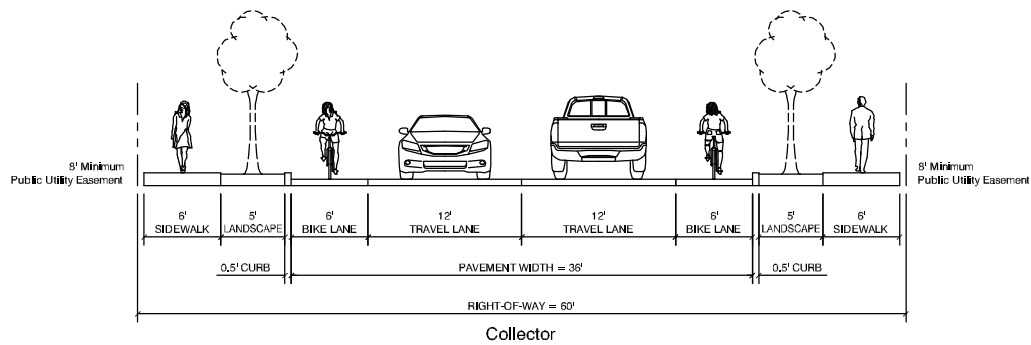 8' Minimum
Public Utility Easement
8' Minimum
Public Utility Easement
6'
SIDEWALK
5'
LANDSCAPE
6'
BIKE LANE
12'
TRAVEL LANE
12'
TRAVEL LANE
6'
BIKE LANE
5'
LANDSCAPE
6'
SIDEWALK
0.5' CURB
PAVEMENT WIDTH = 36'
0.5' CURB
RIGHT-OF-WAY = 60'
Collector